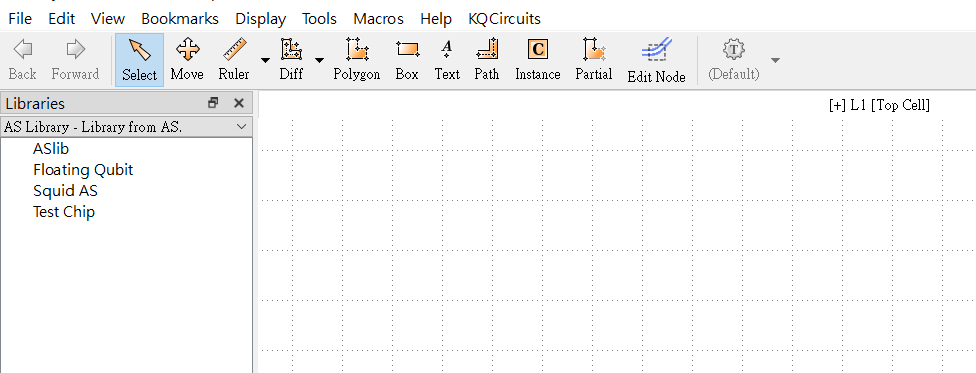 File Edit View Bookmarks Display Tools Macros Help KQCircuits
Back Forward Select Move Ruler Diff Polygon Box Text Path Instance Partial Edit Node (Default)
Libraries
[+] L1 [Top Cell]
AS Library - Library from AS.
ASlib
Floating Qubit
Squid AS
Test Chip